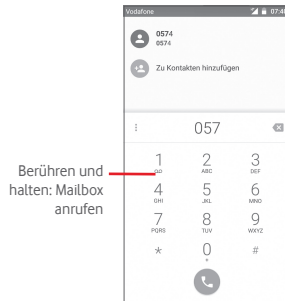 Vodafone 07:40
0574
0574
Zu Kontakten hinzufügen
057
1 2 3
ABC DEF
4 5 6
GHI JKL MNO
7 8 9
PQRS TUV WXYZ
* 0 #
+
Berühren und
halten: Mailbox
anrufen